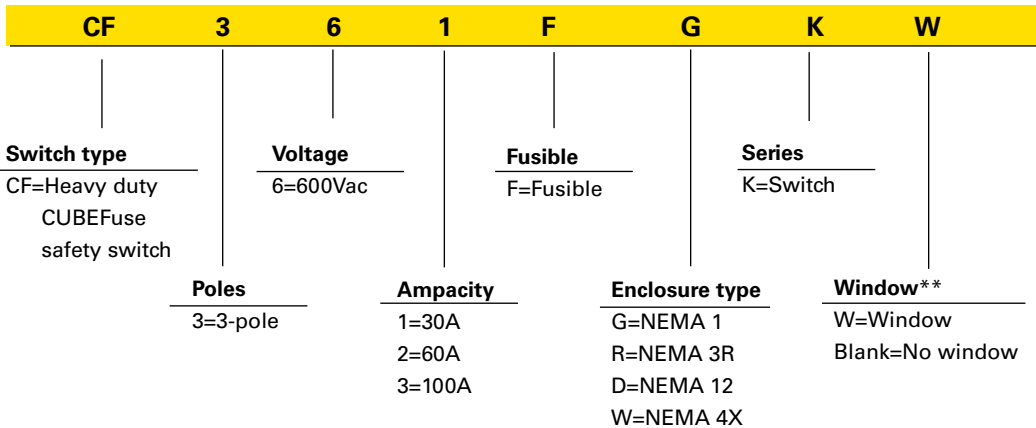 CF 3 6 1 F G K W
Switch type
CF=Heavy duty
CUBEFuse
safety switch
Voltage
6=600Vac
Fusible
F=Fusible
Series
K=Switch
Poles
3=3-pole
Ampacity
1=30A
2=60A
3=100A
Enclosure type
G=NEMA 1
R=NEMA 3R
D=NEMA 12
W=NEMA 4X
Window**
W=Window
Blank=No window